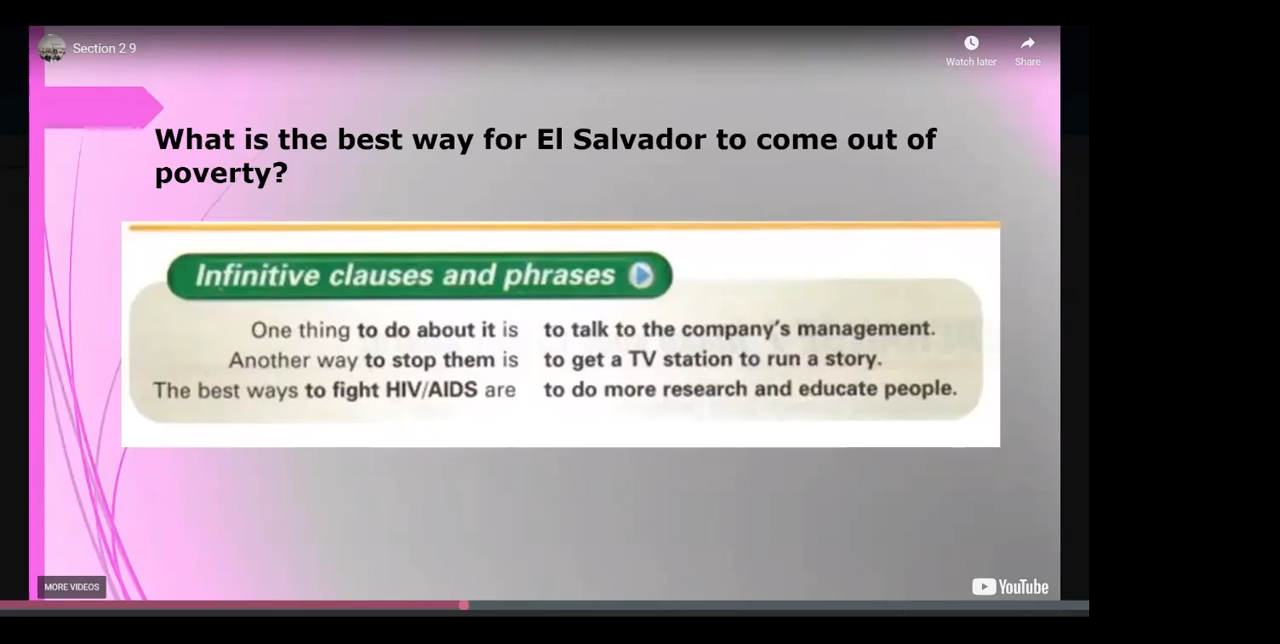 Section 2 9
Watch later
Share
What is the best way for El Salvador to come out of
poverty?
Infinitive clauses and phrases
One thing to do about it is to talk to the company's management.
Another way to stop them is to get a TV station to run a story.
The best ways to fight HIV/AIDS are to do more research and educate people.
MORE VIDEOS
YouTube